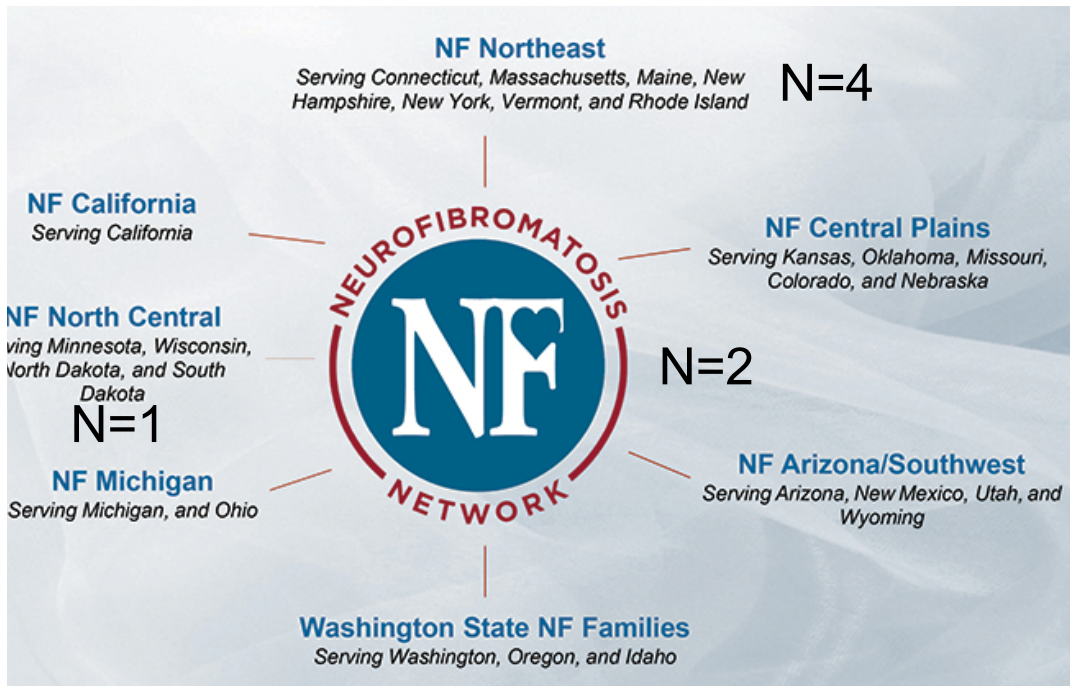 NF Northeast
Serving Connecticut, Massachusetts, Maine, New
Hampshire, New York, Vermont, and Rhode Island
N=4
NF California
Serving California
NF Central Plains
Serving Kansas, Oklahoma, Missouri,
Colorado, and Nebraska
NF North Central
ving Minnesota, Wisconsin,
North Dakota, and South
Dakota
N=1
NEUROFIBROMATOSIS
NF
NETWORK
N=2
NF Michigan
Serving Michigan, and Ohio
NF Arizona/Southwest
Serving Arizona, New Mexico, Utah, and
Wyoming
Washington State NF Families
Serving Washington, Oregon, and Idaho